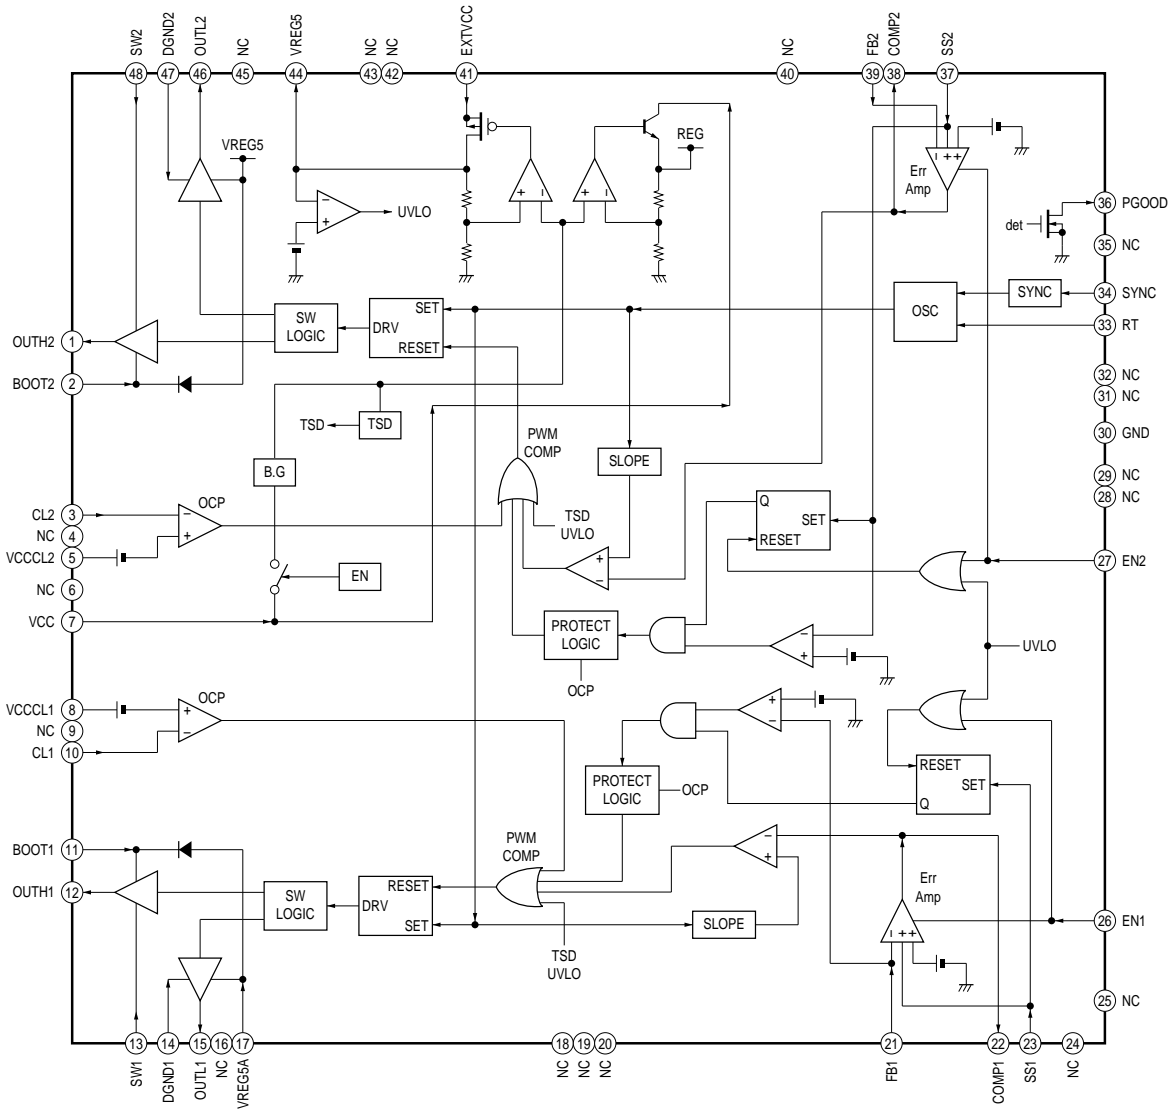 SW2
DGND2
OUTL2
NC
VREG5
NC
NC
EXTVCC
NC
FB2
COMP2
SS2
48
47
46
45
44
43
42
41
40
39
38
37
VREG5
REG
UVLO
Err
Amp
det
36 PGOOD
35 NC
SYNC
34 SYNC
OSC
33 RT
32 NC
31 NC
30 GND
29 NC
28 NC
27 EN2
OUTH2 1
BOOT2 2
SW
LOGIC
SET
DRV
RESET
TSD
TSD
B.G
PWM
COMP
SLOPE
CL2 3
NC 4
VCCCL2 5
NC 6
VCC 7
OCP
EN
TSD
UVLO
Q
SET
RESET
PROTECT
LOGIC
OCP
UVLO
VCCCL1 8
NC 9
CL1 10
OCP
PROTECT
LOGIC
OCP
RESET
SET
Q
BOOT1 11
OUTH1 12
SW
LOGIC
RESET
DRV
SET
PWM
COMP
TSD
UVLO
SLOPE
Err
Amp
26 EN1
25 NC
13
14
15
16
17
18
19
20
21
22
23
24
SW1
DGND1
OUTL1
NC
VREG5A
NC
NC
NC
FB1
COMP1
SS1
NC